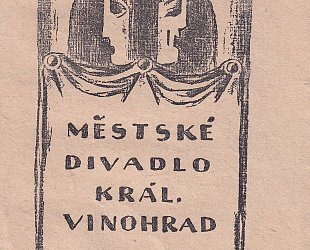 MĚSTSKÉ
DIVADLO
KRÁL.
VINOHRAD